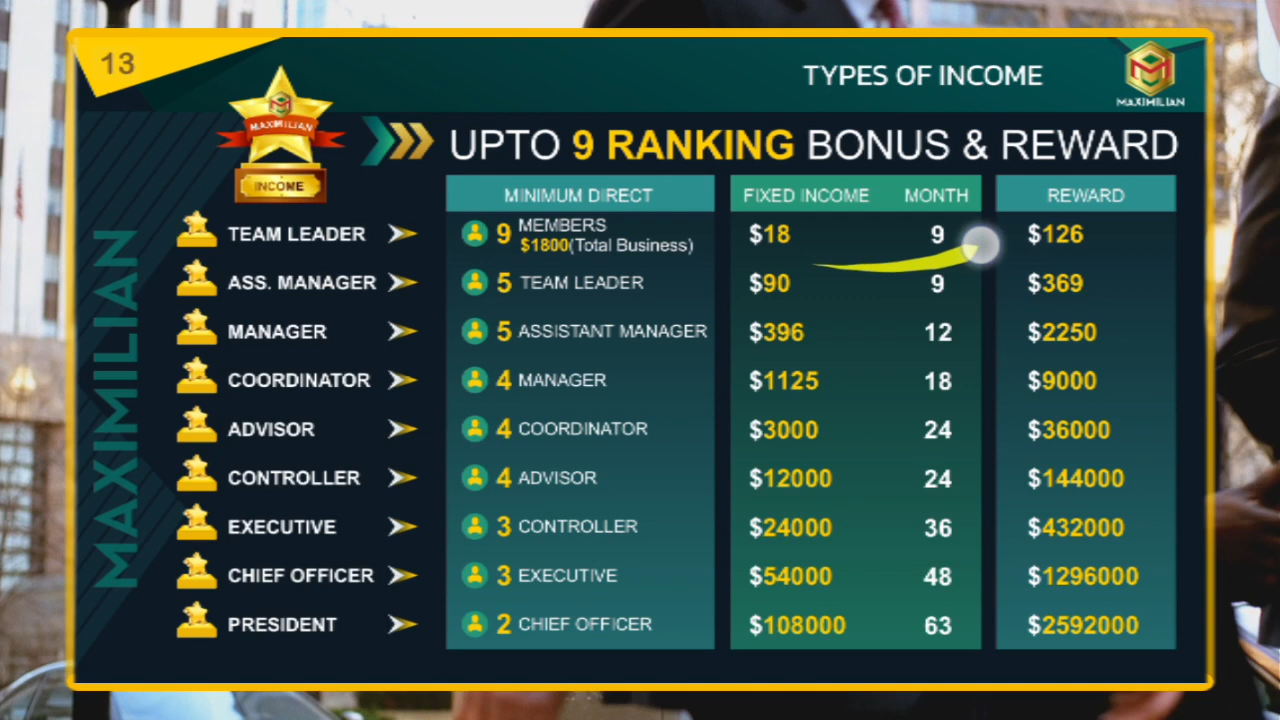 13
TYPES OF INCOME
MAXIMILIAN
MAXIMILIAN
INCOME
UPTO 9 RANKING BONUS & REWARD
MINIMUM DIRECT FIXED INCOME MONTH REWARD
TEAM LEADER 9 MEMBERS $1800(Total Business) $18 9 $126
ASS. MANAGER 5 TEAM LEADER $90 9 $369
MANAGER 5 ASSISTANT MANAGER $396 12 $2250
COORDINATOR 4 MANAGER $1125 18 $9000
ADVISOR 4 COORDINATOR $3000 24 $36000
CONTROLLER 4 ADVISOR $12000 24 $144000
EXECUTIVE 3 CONTROLLER $24000 36 $432000
CHIEF OFFICER 3 EXECUTIVE $54000 48 $1296000
PRESIDENT 2 CHIEF OFFICER $108000 63 $2592000
MAXIMILIAN